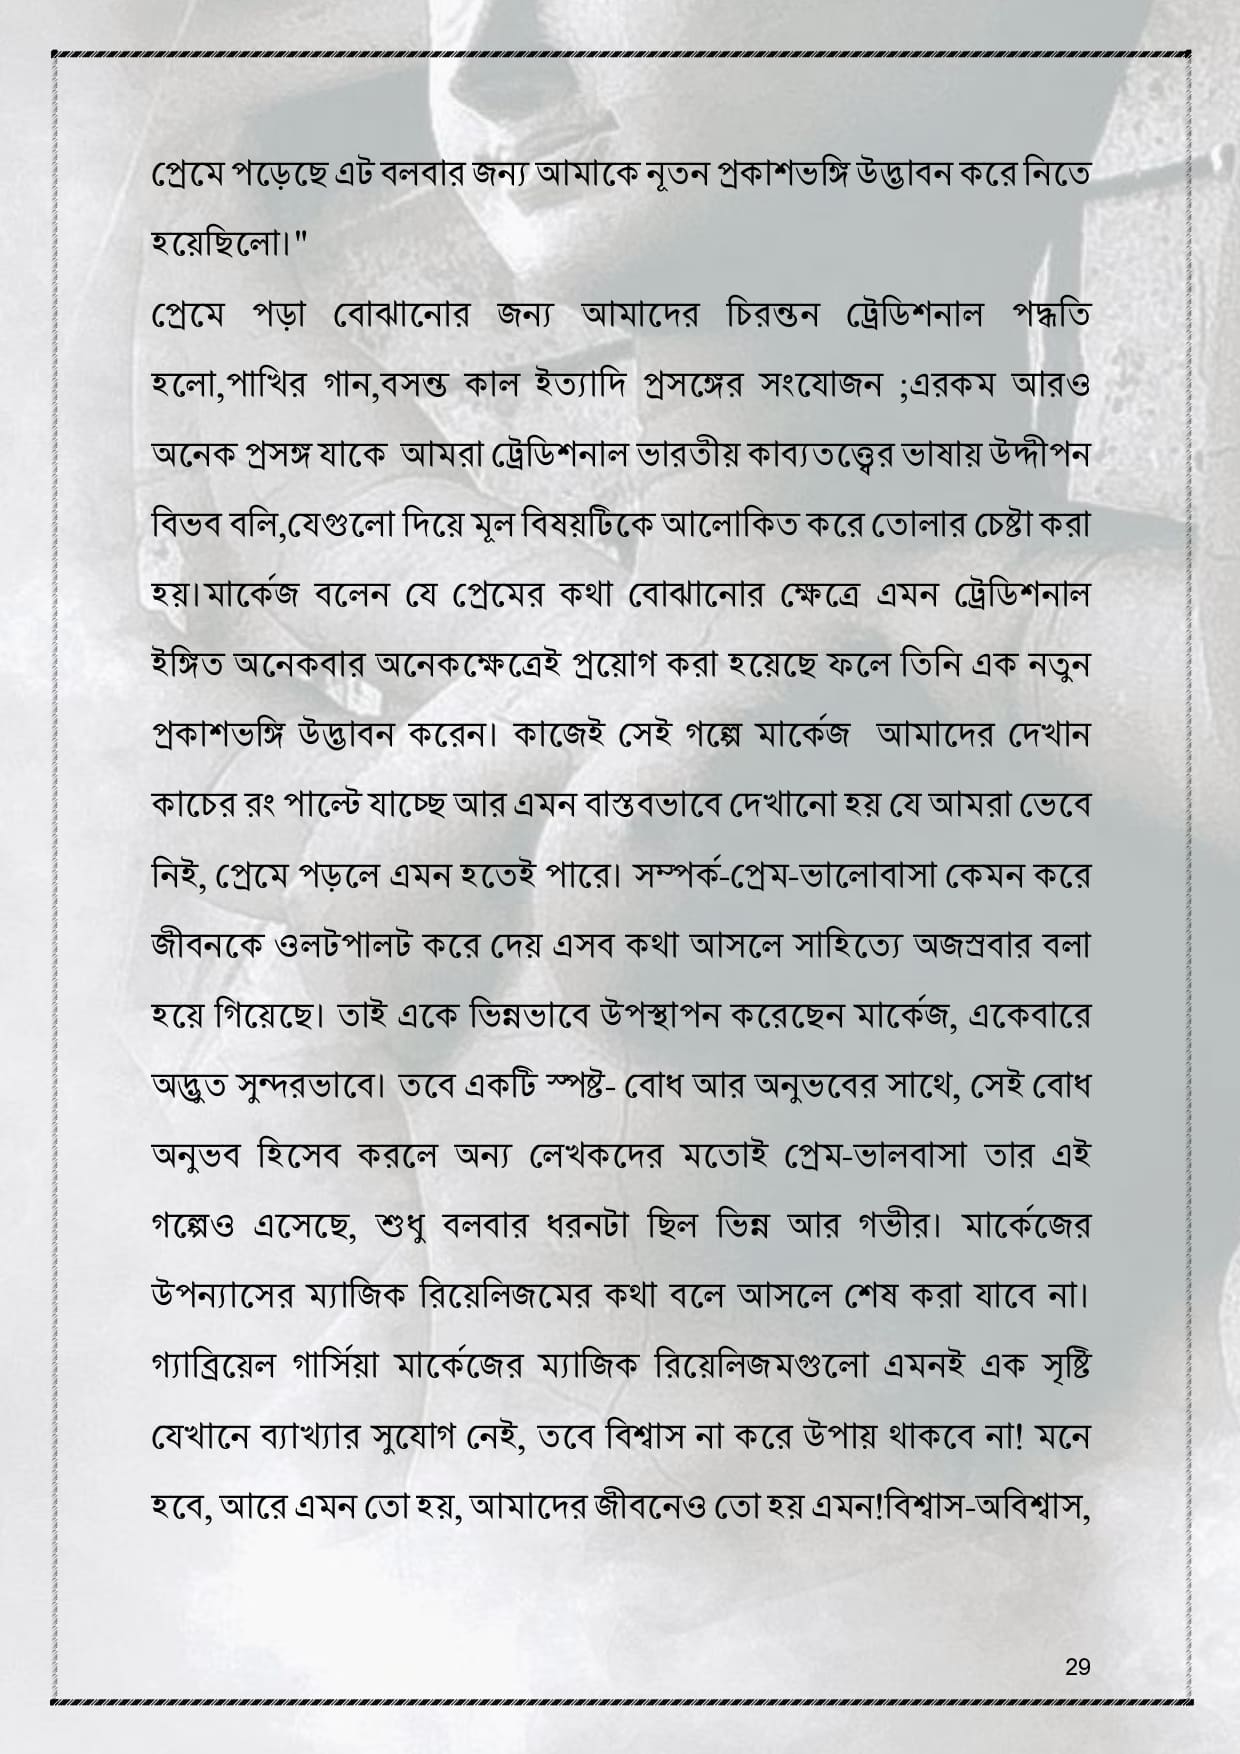 প্রেমে পড়েছে এট বলবার জন্য আমাকে নূতন প্রকাশভঙ্গি উদ্ভাবন করে নিতে
হয়েছিলো।"
প্রেমে পড়া বোঝানোর জন্য আমাদের চিরন্তন ট্রেডিশনাল পদ্ধতি
হলো,পাখির গান,বসন্ত কাল ইত্যাদি প্রসঙ্গের সংযোজন ;এরকম আরও
অনেক প্রসঙ্গ যাকে আমরা ট্রেডিশনাল ভারতীয় কাব্যতত্ত্বের ভাষায় উদ্দীপন
বিভব বলি,যেগুলো দিয়ে মূল বিষয়টিকে আলোকিত করে তোলার চেষ্টা করা
হয়।মার্কেজ বলেন যে প্রেমের কথা বোঝানোর ক্ষেত্রে এমন ট্রেডিশনাল
ইঙ্গিত অনেকবার অনেকক্ষেত্রেই প্রয়োগ করা হয়েছে ফলে তিনি এক নতুন
প্রকাশভঙ্গি উদ্ভাবন করেন। কাজেই সেই গল্পে মার্কেজ আমাদের দেখান
কাচের রং পাল্টে যাচ্ছে আর এমন বাস্তবভাবে দেখানো হয় যে আমরা ভেবে
নিই, প্রেমে পড়লে এমন হতেই পারে। সম্পর্ক-প্রেম-ভালোবাসা কেমন করে
জীবনকে ওলটপালট করে দেয় এসব কথা আসলে সাহিত্যে অজস্রবার বলা
হয়ে গিয়েছে। তাই একে ভিন্নভাবে উপস্থাপন করেছেন মার্কেজ, একেবারে
অদ্ভুত সুন্দরভাবে। তবে একটি স্পষ্ট- বোধ আর অনুভবের সাথে, সেই বোধ
অনুভব হিসেব করলে অন্য লেখকদের মতোই প্রেম-ভালবাসা তার এই
গল্পেও এসেছে, শুধু বলবার ধরনটা ছিল ভিন্ন আর গভীর। মার্কেজের
উপন্যাসের ম্যাজিক রিয়েলিজমের কথা বলে আসলে শেষ করা যাবে না।
গ্যাব্রিয়েল গার্সিয়া মার্কেজের ম্যাজিক রিয়েলিজমগুলো এমনই এক সৃষ্টি
যেখানে ব্যাখ্যার সুযোগ নেই, তবে বিশ্বাস না করে উপায় থাকবে না! মনে
হবে, আরে এমন তো হয়, আমাদের জীবনেও তো হয় এমন!বিশ্বাস-অবিশ্বাস,
29